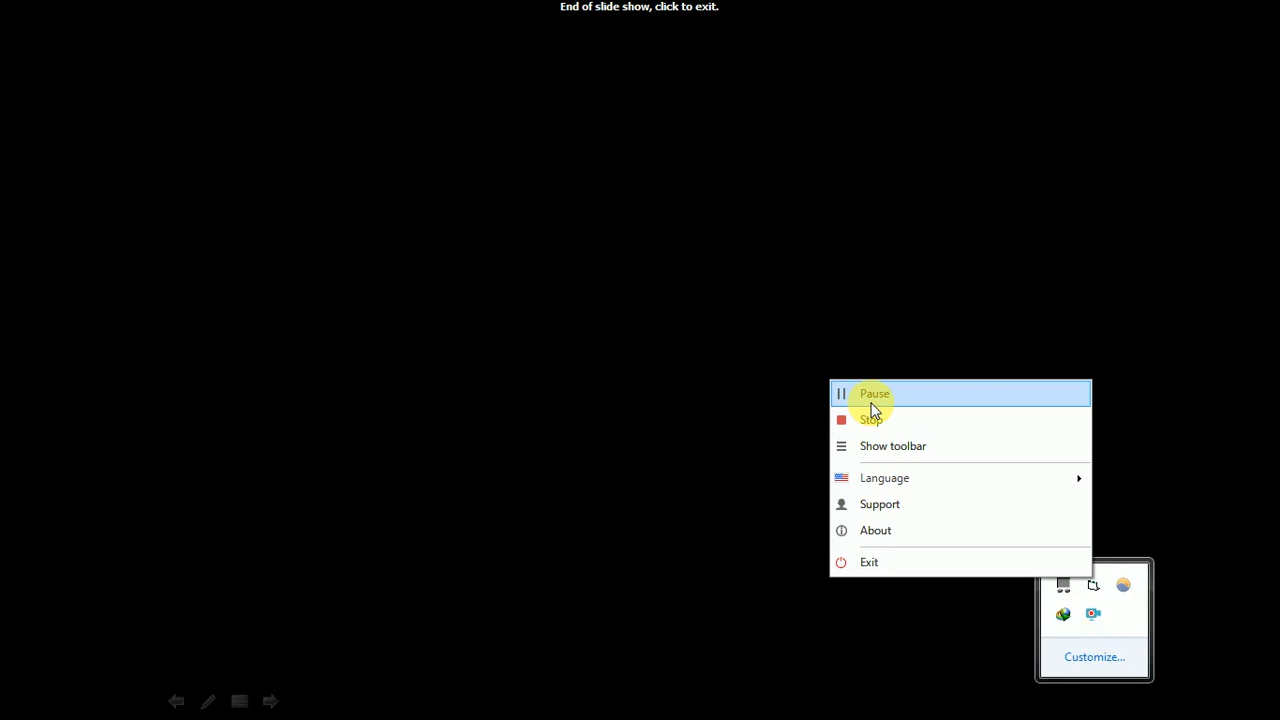 End of slide show, click to exit.
Pause
Stop
Show toolbar
Language
Support
About
Exit
Customize...